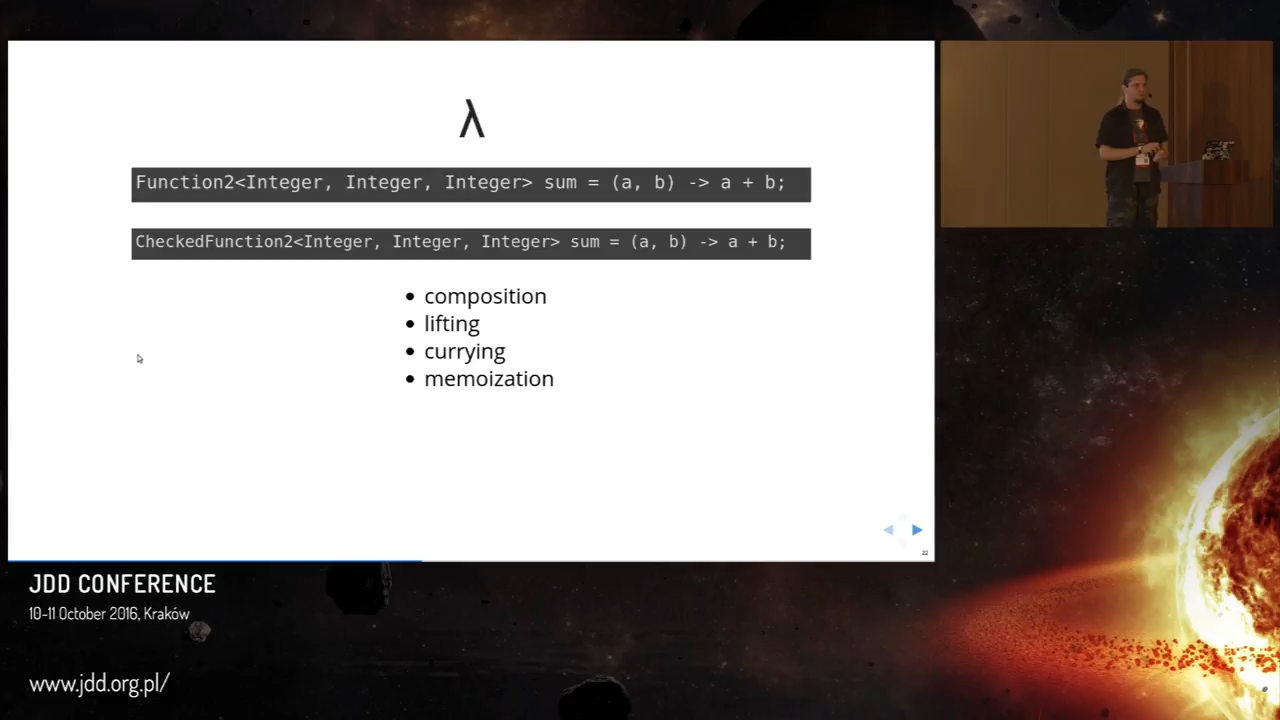 λ
Function2<Integer, Integer, Integer> sum = (a, b) -> a + b;
CheckedFunction2<Integer, Integer, Integer> sum = (a, b) -> a + b;
• composition
• lifting
• currying
• memoization
22
JDD CONFERENCE
10-11 October 2016, Kraków
www.jdd.org.pl/